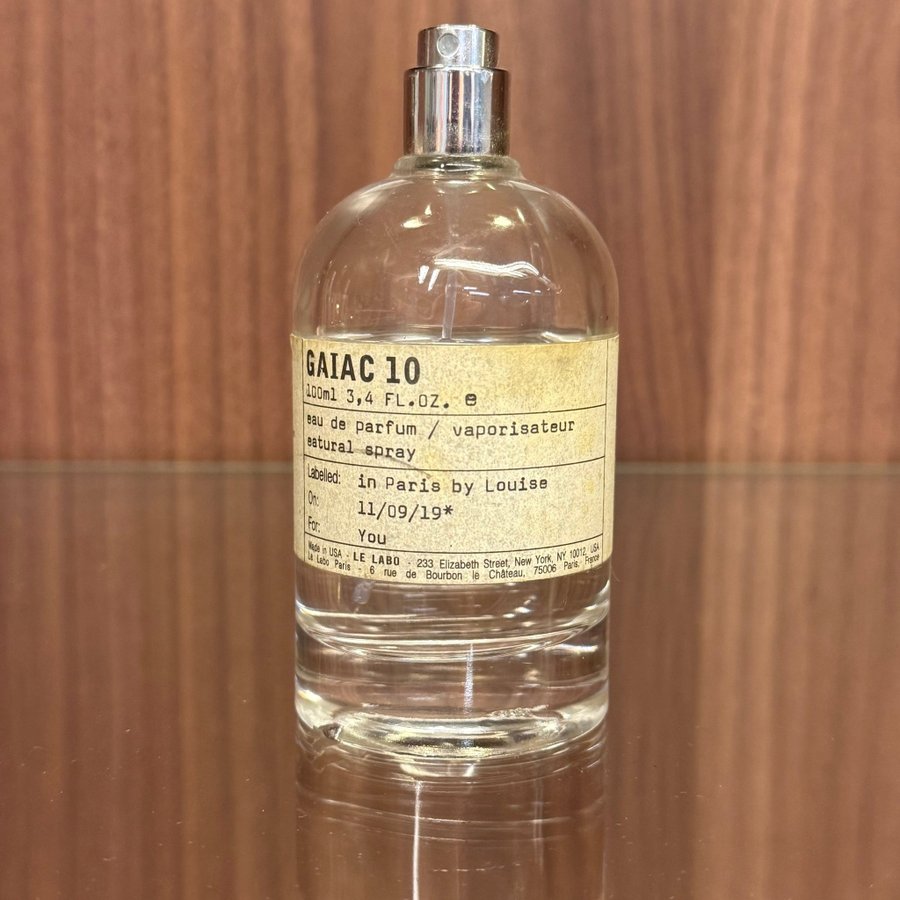 GAIAC 10
100ml 3,4 FL.OZ. e
eau de parfum / vaporisateur
natural spray
Labelled: in Paris by Louise
On: 11/09/19*
For: You
Made in USA - LE LABO - 233 Elizabeth Street, New York, NY 10012, USA
Le Labo Paris - 6 rue de Bourbon le Château, 75006 Paris, France